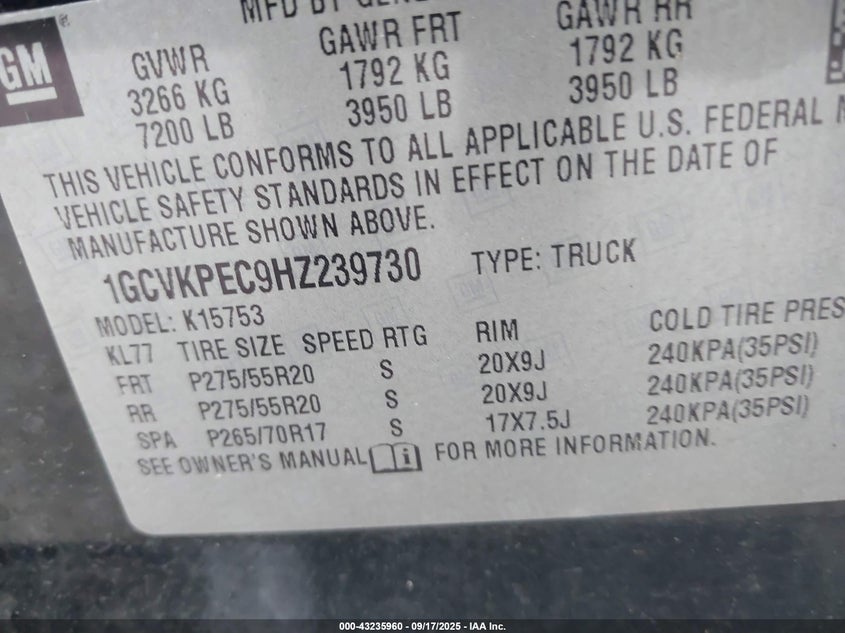 GM
MFD BY
GVWR GAWR FRT GAWR RR
3266 KG 1792 KG 1792 KG
7200 LB 3950 LB 3950 LB
THIS VEHICLE CONFORMS TO ALL APPLICABLE U.S. FEDERAL
VEHICLE SAFETY STANDARDS IN EFFECT ON THE DATE OF
MANUFACTURE SHOWN ABOVE.
1GCVKPEC9HZ239730 TYPE: TRUCK
MODEL: K15753
KL77 TIRE SIZE SPEED RTG RIM COLD TIRE PRES
FRT P275/55R20 S 20X9J 240KPA(35PSI)
RR P275/55R20 S 20X9J 240KPA(35PSI)
SPA P265/70R17 S 17X7.5J 240KPA(35PSI)
SEE OWNER'S MANUAL i FOR MORE INFORMATION.
000-43235960 - 09/17/2025 - IAA Inc.